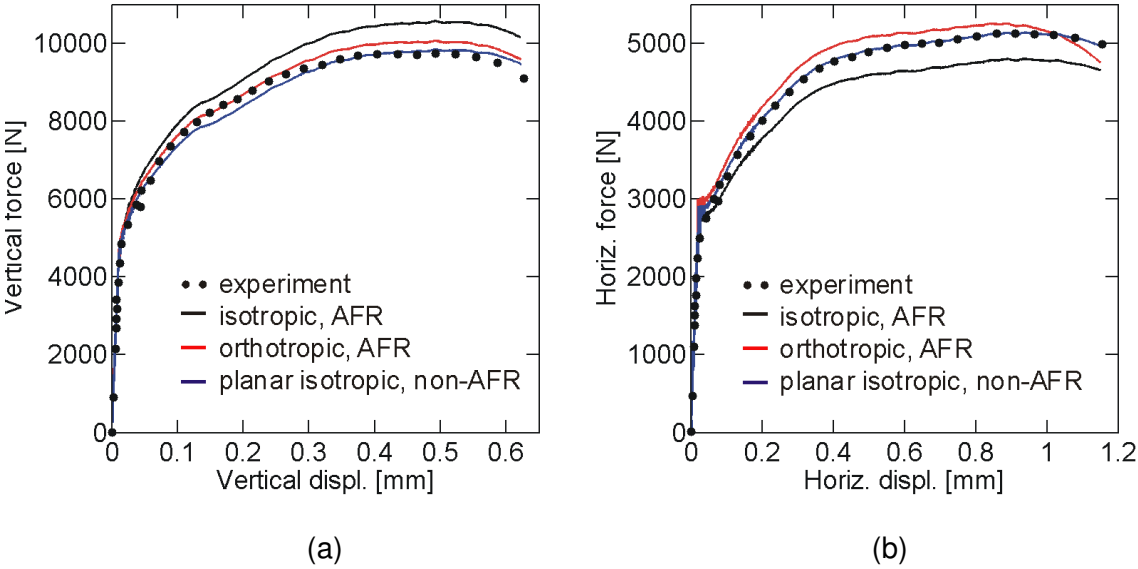 10000
8000
6000
4000
2000
0
Vertical force [N]
experiment
isotropic, AFR
orthotropic, AFR
planar isotropic, non-AFR
0 0.1 0.2 0.3 0.4 0.5 0.6
Vertical displ. [mm]
(a)
5000
4000
3000
2000
1000
0
Horiz. force [N]
experiment
isotropic, AFR
orthotropic, AFR
planar isotropic, non-AFR
0 0.2 0.4 0.6 0.8 1 1.2
Horiz. displ. [mm]
(b)